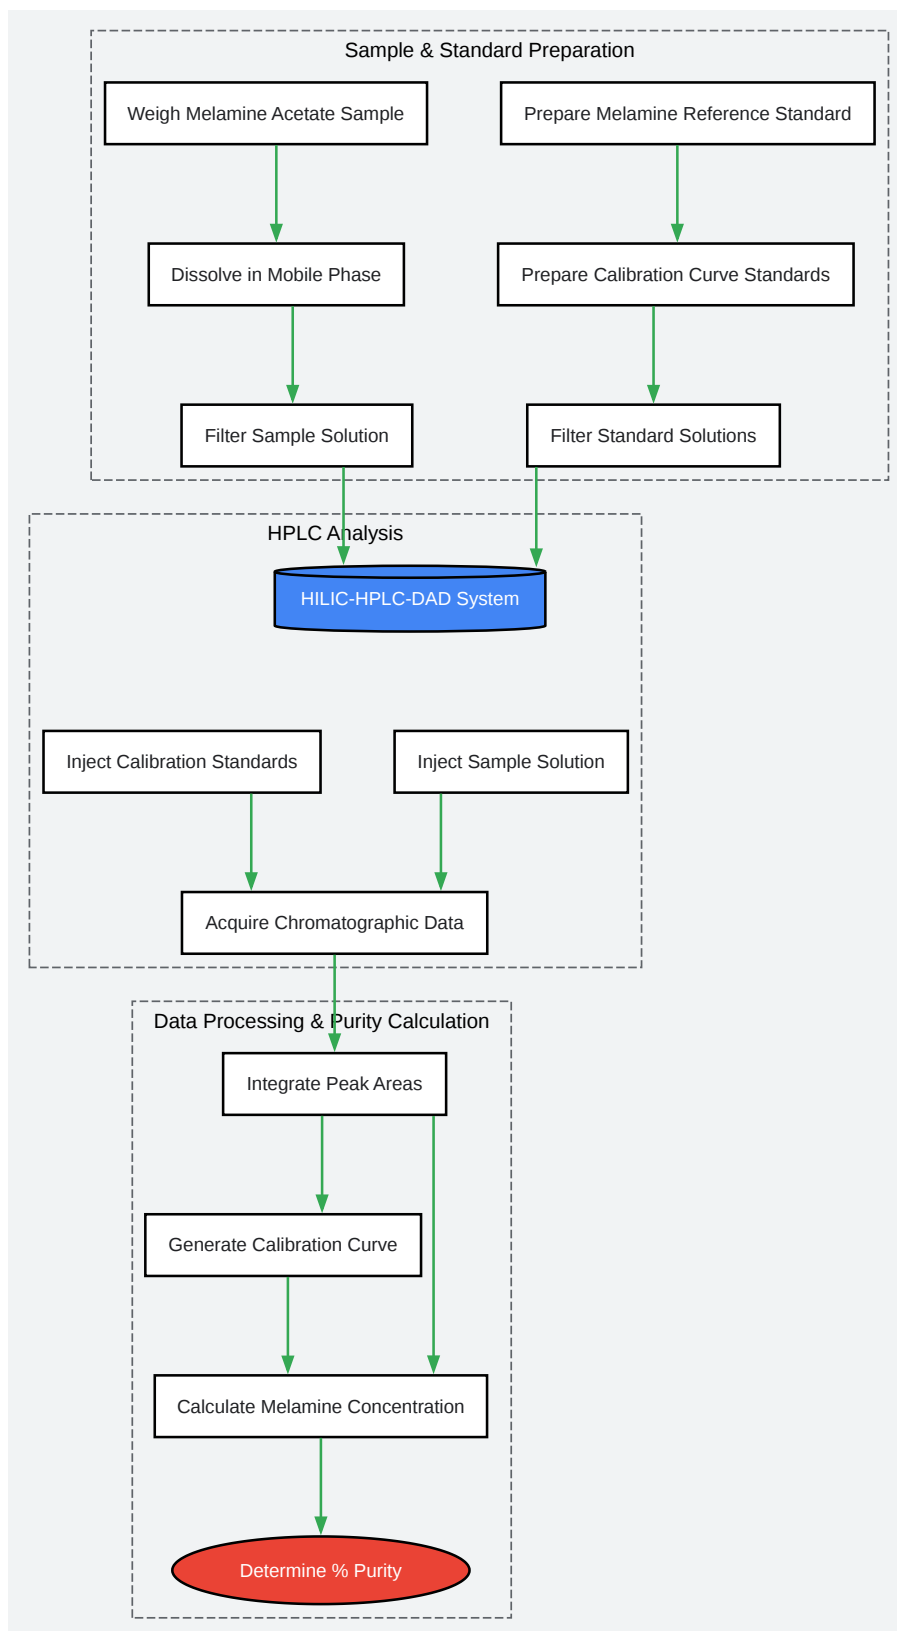 Sample & Standard Preparation
Weigh Melamine Acetate Sample
Prepare Melamine Reference Standard
Dissolve in Mobile Phase
Prepare Calibration Curve Standards
Filter Sample Solution
Filter Standard Solutions
HPLC Analysis
HILIC-HPLC-DAD System
Inject Calibration Standards
Inject Sample Solution
Acquire Chromatographic Data
Data Processing & Purity Calculation
Integrate Peak Areas
Generate Calibration Curve
Calculate Melamine Concentration
Determine % Purity